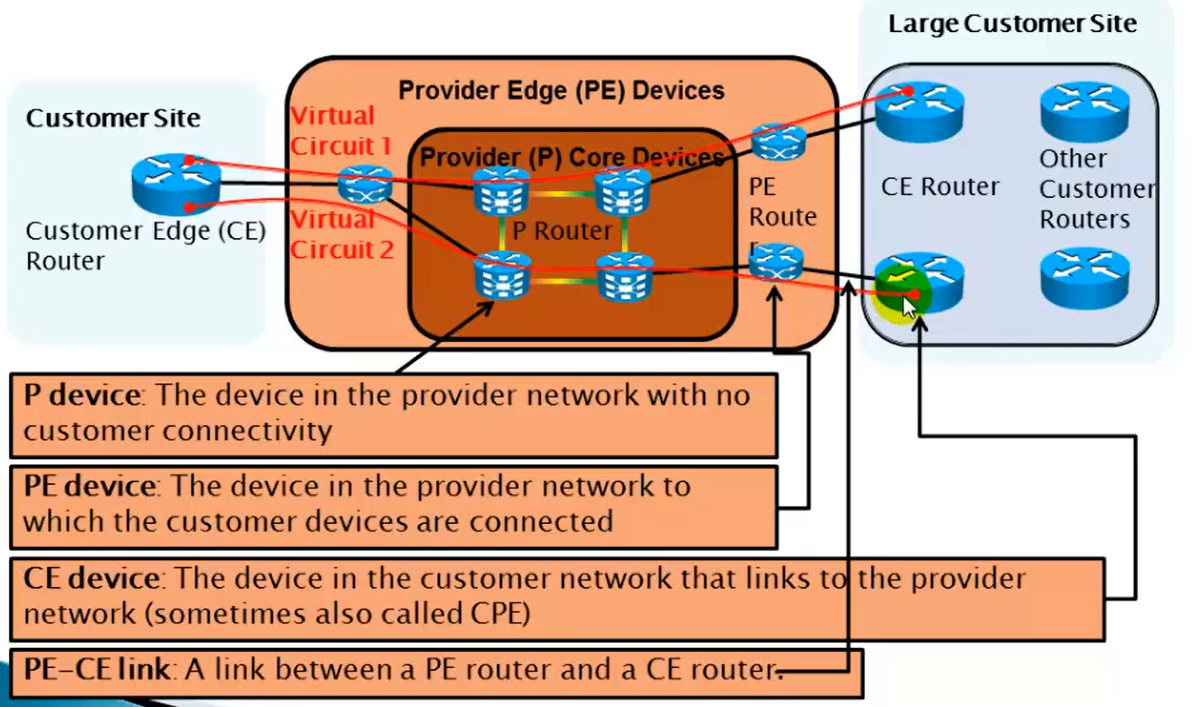 Large Customer Site
Provider Edge (PE) Devices
Customer Site
Virtual
Circuit 1
Provider (P) Core Devices
Other
Customer
Routers
CE Router
PE
Route
r
Virtual
Circuit 2
P Router
Customer Edge (CE)
Router
P device: The device in the provider network with no
customer connectivity
PE device: The device in the provider network to
which the customer devices are connected
CE device: The device in the customer network that links to the provider
network (sometimes also called CPE)
PE-CE link: A link between a PE router and a CE router.